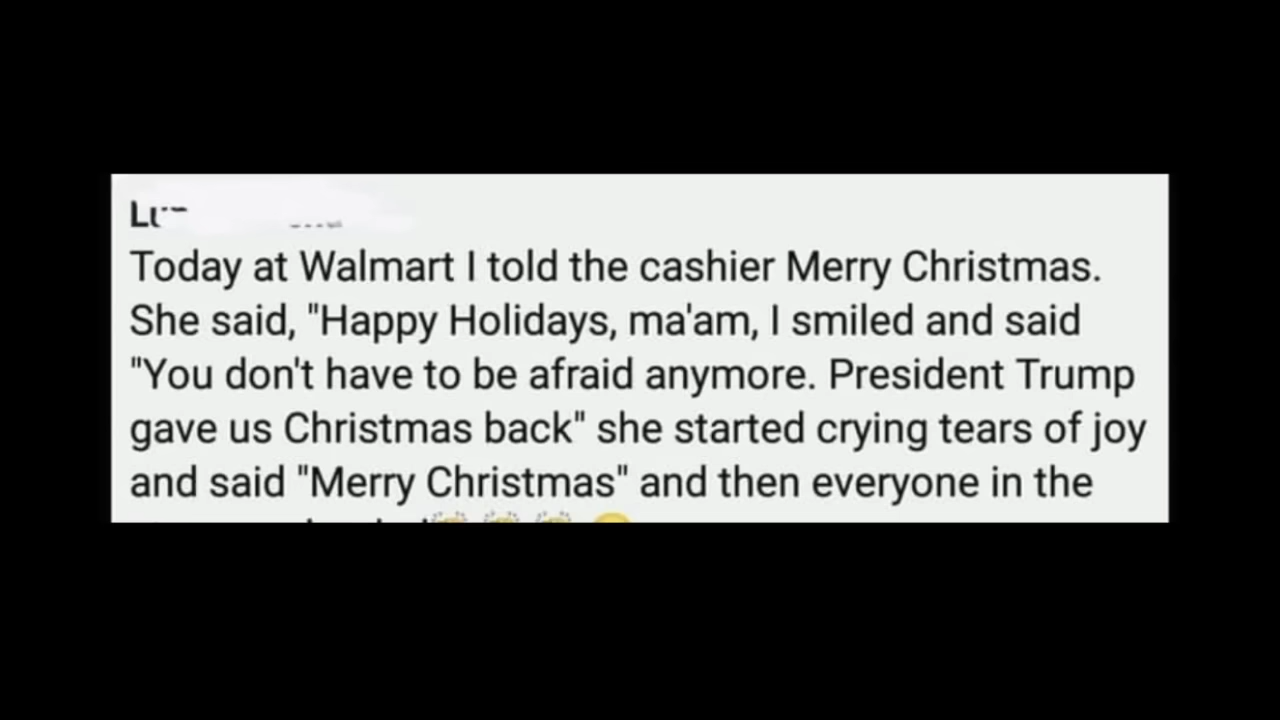 Today at Walmart I told the cashier Merry Christmas.
She said, "Happy Holidays, ma'am, I smiled and said
"You don't have to be afraid anymore. President Trump
gave us Christmas back" she started crying tears of joy
and said "Merry Christmas" and then everyone in the